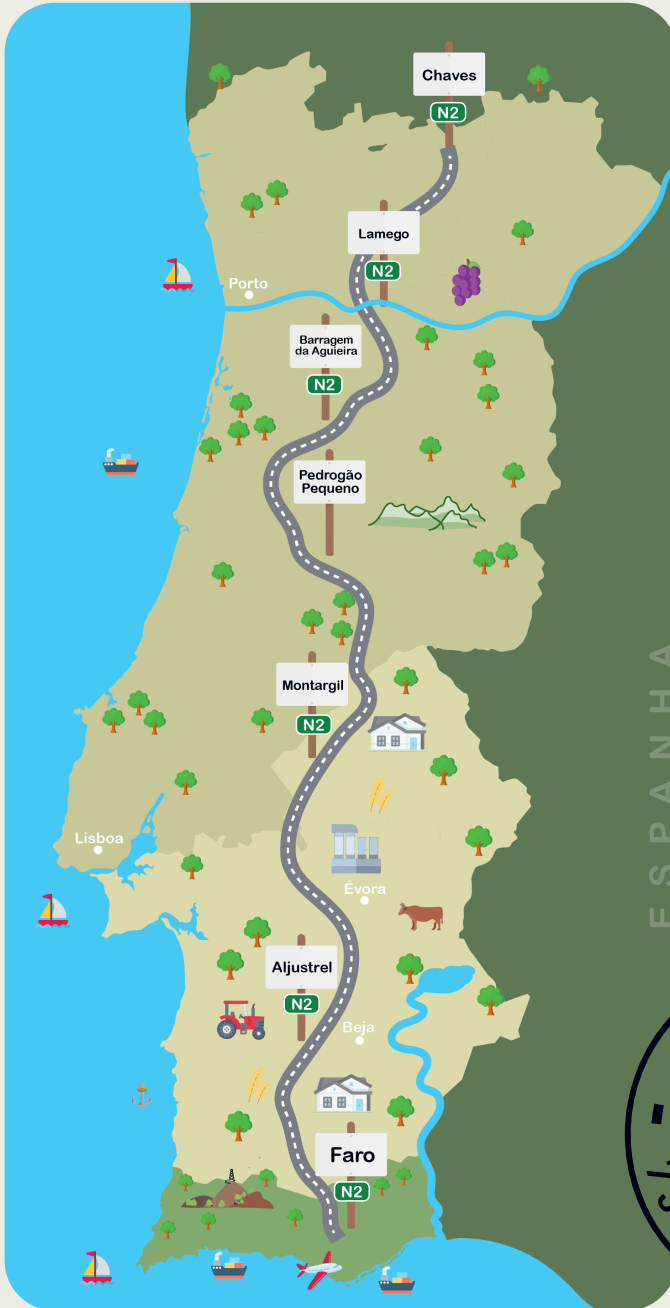 Chaves
N2
Lamego
N2
Porto
Barragem
da Aguieira
N2
Pedrogão
Pequeno
Montargil
N2
ESPANHA
Lisboa
Évora
Aljustrel
N2
Beja
Faro
N2